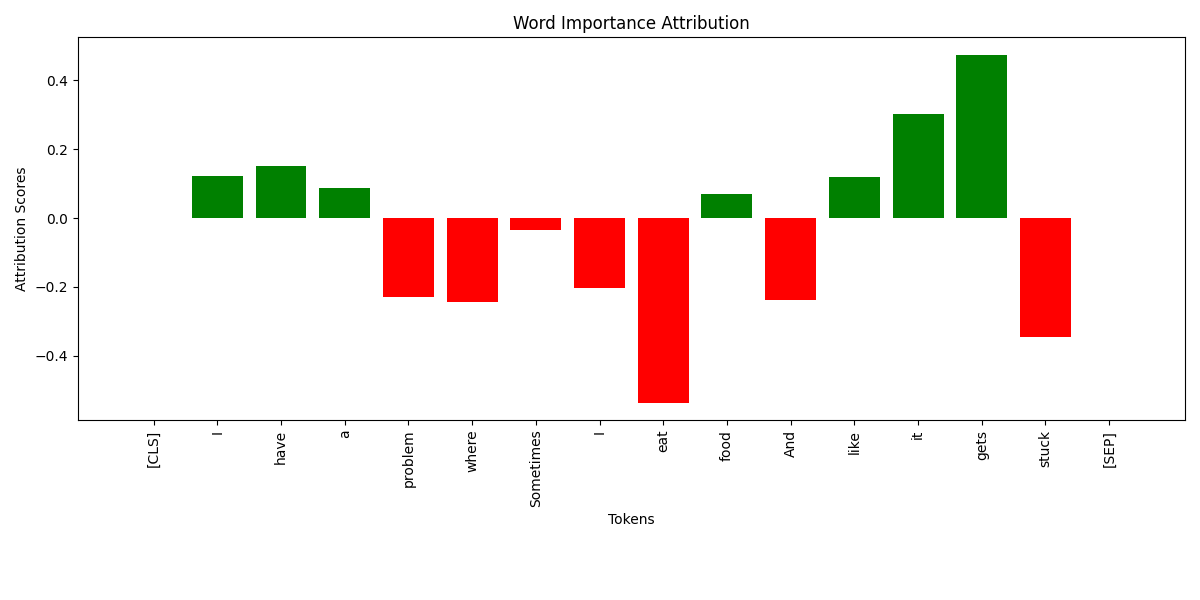 Word Importance Attribution
Attribution Scores
0.4
0.2
0.0
−0.2
−0.4
[CLS]
I
have
a
problem
where
Sometimes
I
eat
food
And
like
it
gets
stuck
[SEP]
Tokens